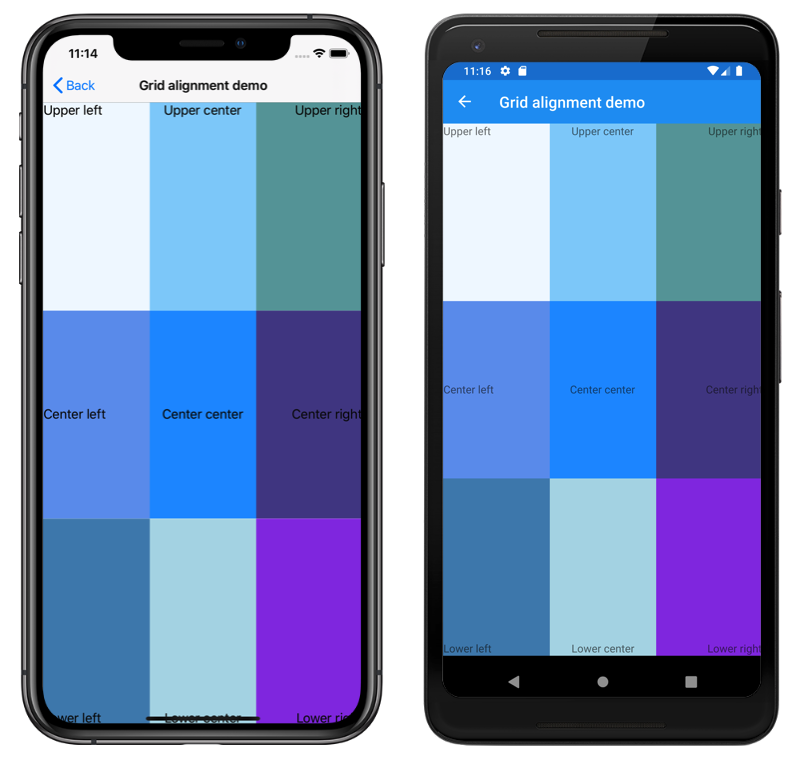 11:14
Back
Grid alignment demo
Upper left
Upper center
Upper right
Center left
Center center
Center right
wer left
Lower center
Lower ri
11:16
Grid alignment demo
Upper left
Upper center
Upper right
Center left
Center center
Center right
Lower left
Lower center
Lower right